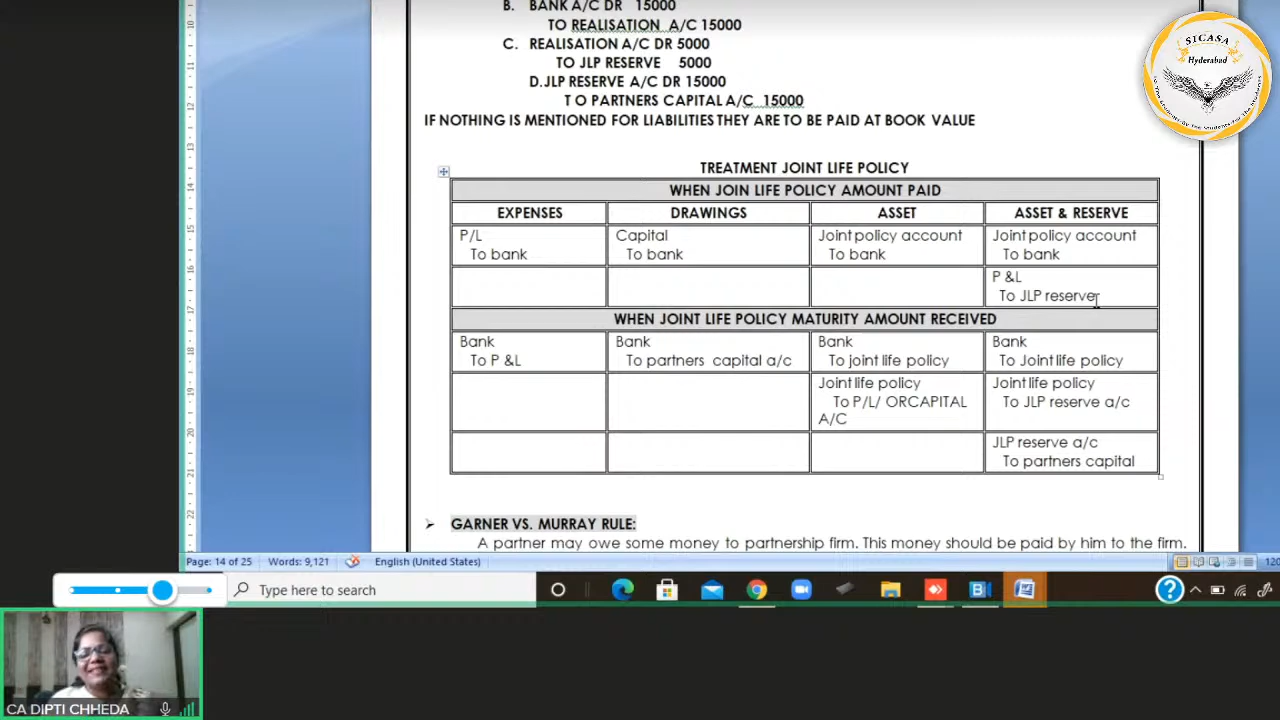 B. BANK A/C DR 15000
TO REALISATION A/C 15000
C. REALISATION A/C DR 5000
TO JLP RESERVE 5000
D.JLP RESERVE A/C DR 15000
T O PARTNERS CAPITAL A/C 15000
IF NOTHING IS MENTIONED FOR LIABILITIES THEY ARE TO BE PAID AT BOOK VALUE
TREATMENT JOINT LIFE POLICY
WHEN JOIN LIFE POLICY AMOUNT PAID
EXPENSES DRAWINGS ASSET ASSET & RESERVE
P/L Capital Joint policy account Joint policy account
To bank To bank To bank To bank
P &L
To JLP reserve
WHEN JOINT LIFE POLICY MATURITY AMOUNT RECEIVED
Bank Bank Bank Bank
To P &L To partners capital a/c To joint life policy To Joint life policy
Joint life policy Joint life policy
To P/L/ ORCAPITAL To JLP reserve a/c
A/C
JLP reserve a/c
To partners capital
➢ GARNER VS. MURRAY RULE:
A partner may owe some money to partnership firm. This money should be paid by him to the firm.
Page: 14 of 25 Words: 9,121 English (United States) 120
Type here to search
CA DIPTI CHHEDA
SICASA
Hyderabad